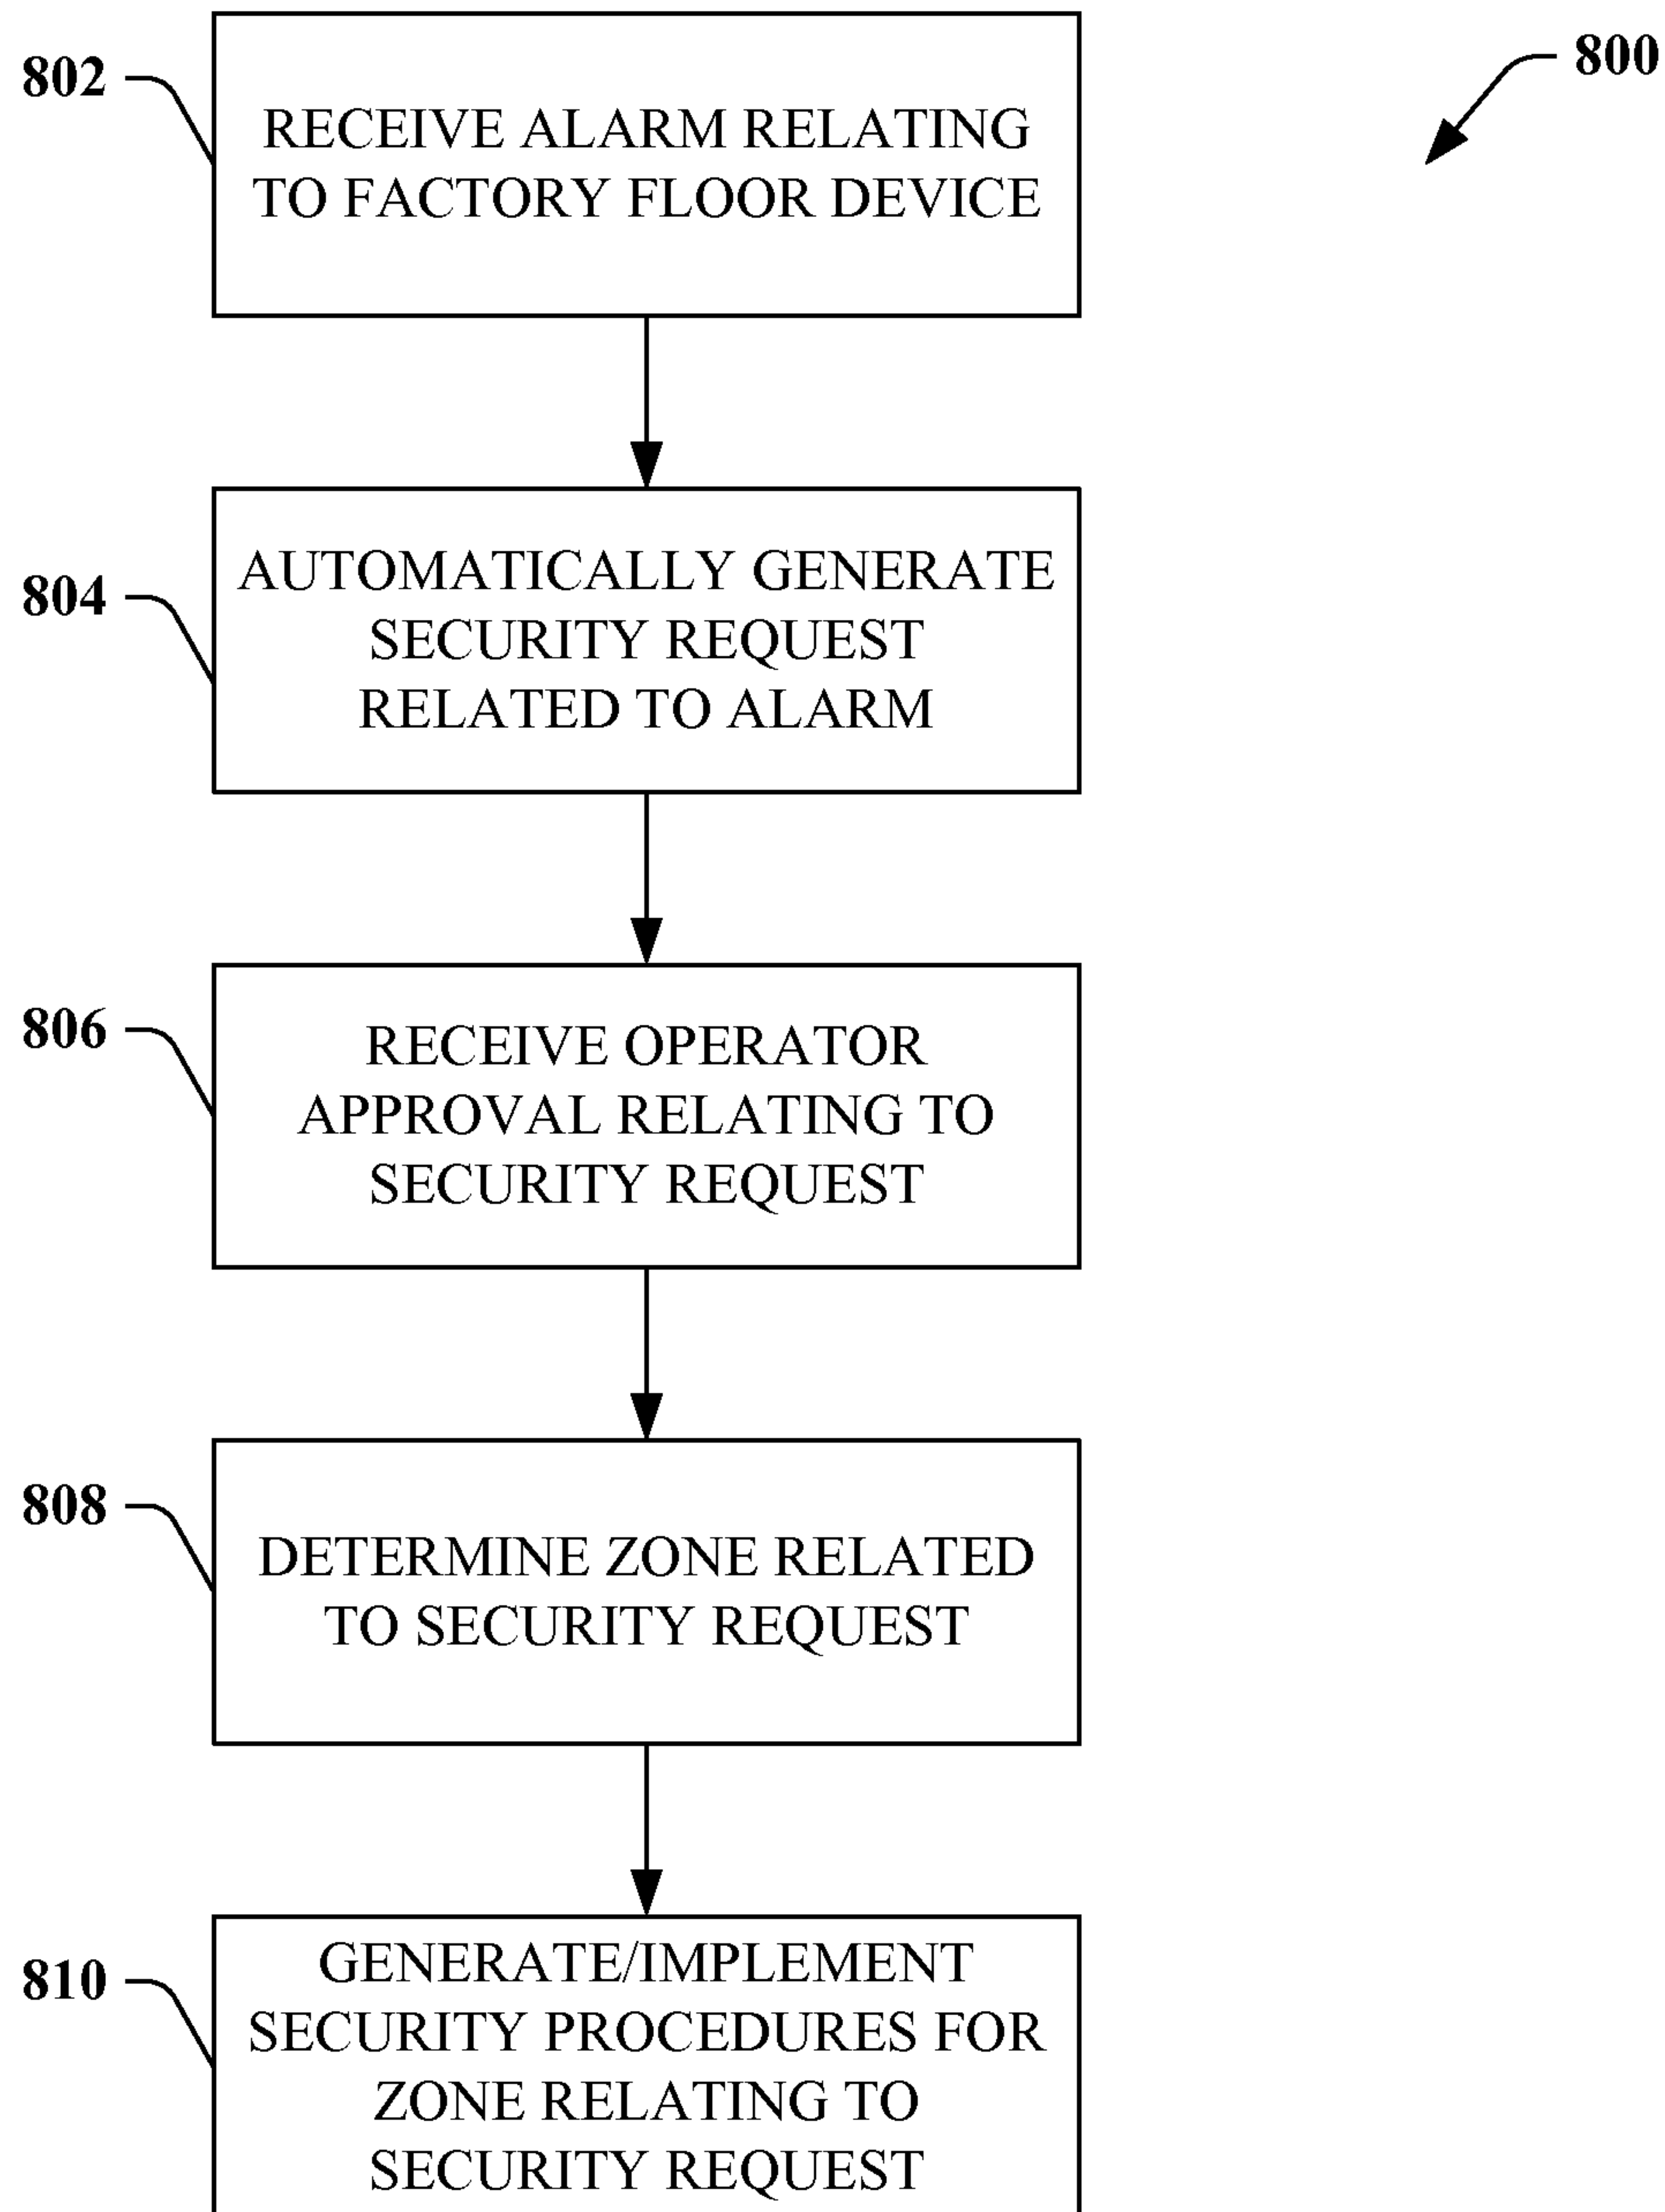 802
800
RECEIVE ALARM RELATING
TO FACTORY FLOOR DEVICE
804
AUTOMATICALLY GENERATE
SECURITY REQUEST
RELATED TO ALARM
806
RECEIVE OPERATOR
APPROVAL RELATING TO
SECURITY REQUEST
808
DETERMINE ZONE RELATED
TO SECURITY REQUEST
810
GENERATE/IMPLEMENT
SECURITY PROCEDURES FOR
ZONE RELATING TO
SECURITY REQUEST